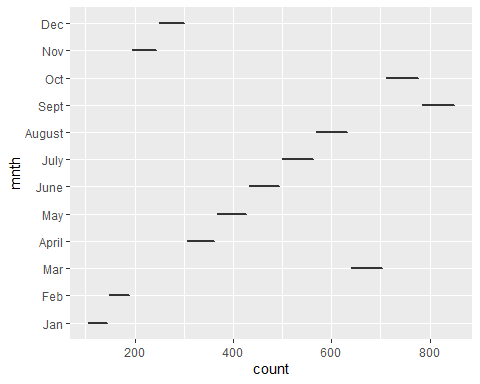 Dec
Nov
Oct
Sept
August
July
June
May
April
Mar
Feb
Jan
mnth
200 400 600 800
count